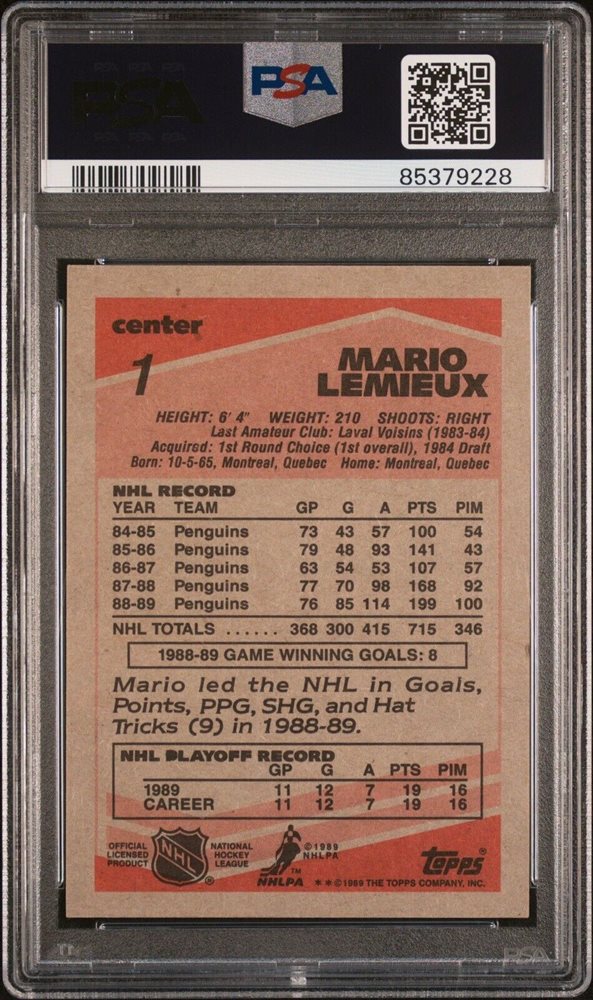 PSA
85379228
center
1
MARIO
LEMIEUX
HEIGHT: 6' 4" WEIGHT: 210 SHOOTS: RIGHT
Last Amateur Club: Laval Voisins (1983-84)
Acquired: 1st Round Choice (1st overall), 1984 Draft
Born: 10-5-65, Montreal, Quebec Home: Montreal, Quebec
NHL RECORD
YEAR TEAM GP G A PTS PIM
84-85 Penguins 73 43 57 100 54
85-86 Penguins 79 48 93 141 43
86-87 Penguins 63 54 53 107 57
87-88 Penguins 77 70 98 168 92
88-89 Penguins 76 85 114 199 100
NHL TOTALS ...... 368 300 415 715 346
1988-89 GAME WINNING GOALS: 8
Mario led the NHL in Goals,
Points, PPG, SHG, and Hat
Tricks (9) in 1988-89.
NHL PLAYOFF RECORD
GP G A PTS PIM
1989 11 12 7 19 16
CAREER 11 12 7 19 16
OFFICIAL
LICENSED
PRODUCT
NHL
®
NATIONAL
HOCKEY
LEAGUE
TM
NHLPA
©1989
NHLPA
topps®
**©1989 THE TOPPS COMPANY, INC.
PSA